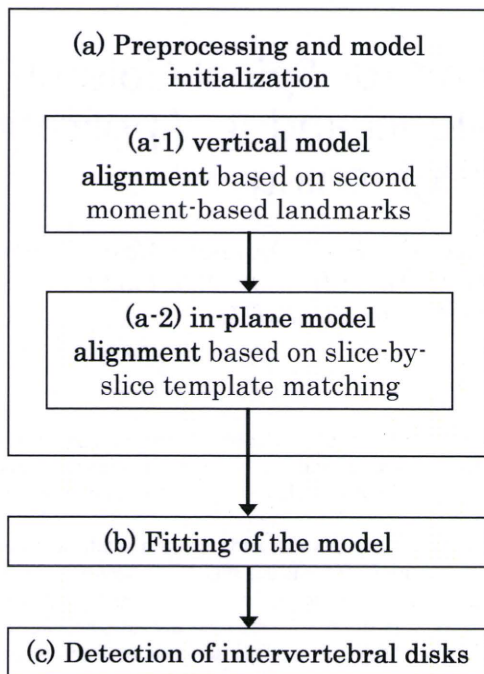 (a) Preprocessing and model
initialization
(a-1) vertical model
alignment based on second
moment-based landmarks
(a-2) in-plane model
alignment based on slice-by-
slice template matching
(b) Fitting of the model
(c) Detection of intervertebral disks